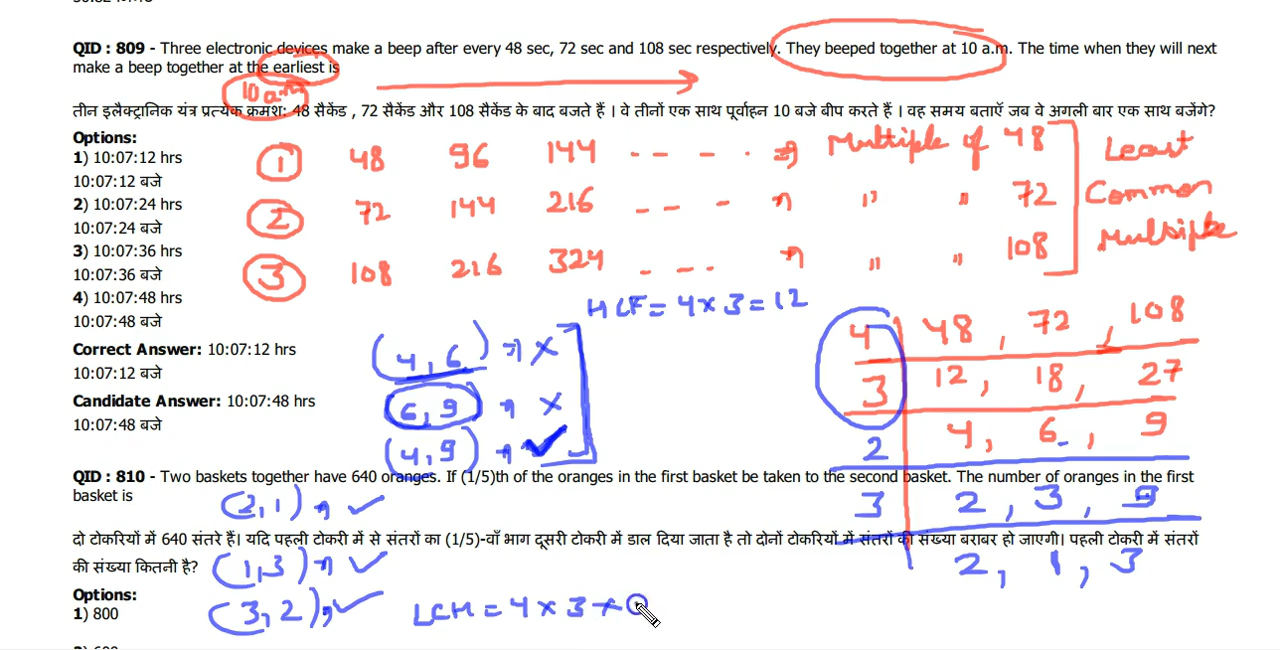 QID : 809 - Three electronic devices make a beep after every 48 sec, 72 sec and 108 sec respectively. They beeped together at 10 a.m. The time when they will next
make a beep together at the earliest is
10 a.m
तीन इलैक्ट्रानिक यंत्र प्रत्येक क्रमश: 48 सैकेंड , 72 सैकेंड और 108 सैकेंड के बाद बजते हैं । वे तीनों एक साथ पूर्वाहन 10 बजे बीप करते हैं । वह समय बताएँ जब वे अगली बार एक साथ बजेंगे?
Options:
1) 10:07:12 hrs
10:07:12 बजे
2) 10:07:24 hrs
10:07:24 बजे
3) 10:07:36 hrs
10:07:36 बजे
4) 10:07:48 hrs
10:07:48 बजे
Correct Answer: 10:07:12 hrs
10:07:12 बजे
Candidate Answer: 10:07:48 hrs
10:07:48 बजे
1 48 96 144 - - - - ⇒ Multiple of 48
2 72 144 216 - - - - ⇒ " " 72
3 108 216 324 - - - - ⇒ " " 108
Least
Common
Multiple
HCF = 4 × 3 = 12
(4, 6) ⇒ ×
(6, 9) ⇒ ×
(4, 9) ⇒ ✓
4 48, 72, 108
3 12, 18, 27
2 4, 6, 9
3 2, 3, 9
2, 1, 3
QID : 810 - Two baskets together have 640 oranges. If (1/5)th of the oranges in the first basket be taken to the second basket. The number of oranges in the first
basket is
(2,1) ⇒ ✓
दो टोकरियों में 640 संतरे हैं। यदि पहली टोकरी में से संतरों का (1/5)-वाँ भाग दूसरी टोकरी में डाल दिया जाता है तो दोनों टोकरियों में संतरों की संख्या बराबर हो जाएगी। पहली टोकरी में संतरों
की संख्या कितनी है?
(1,3) ⇒ ✓
Options:
1) 800
(3,2) ⇒ ✓
LCM = 4 × 3 ×